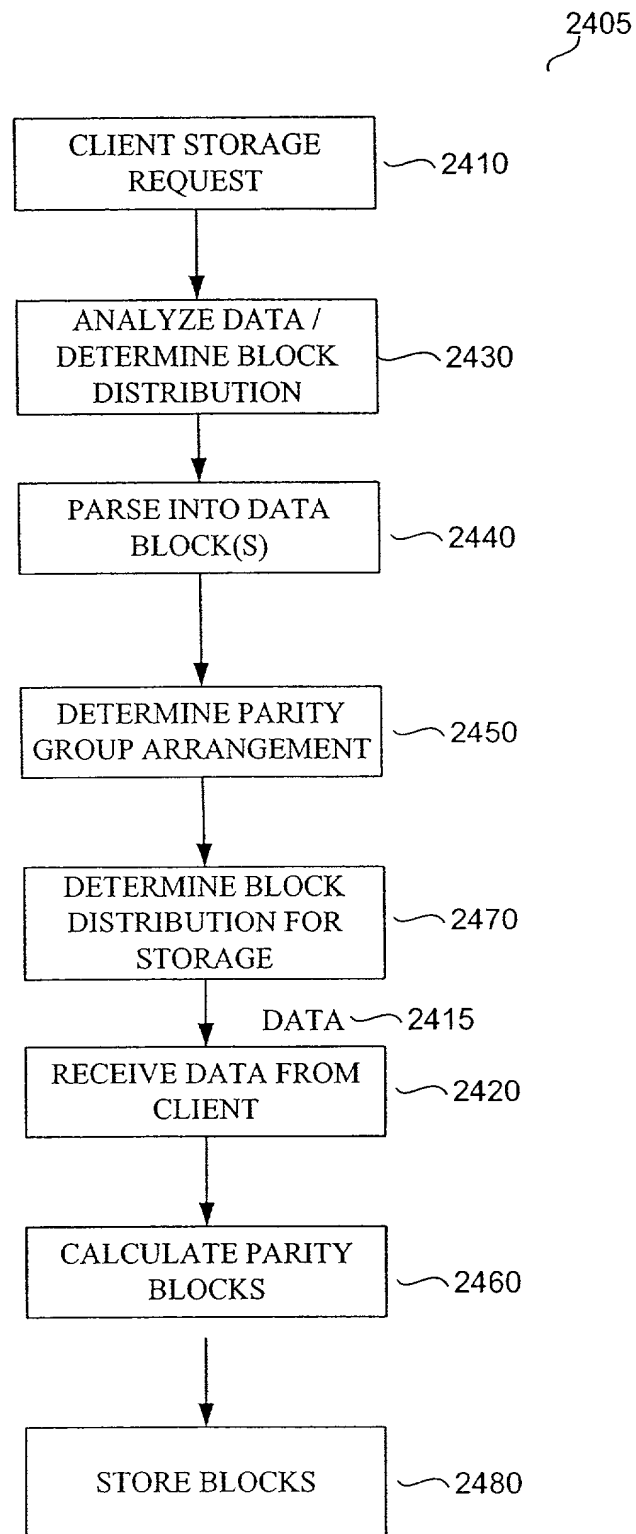 2405
CLIENT STORAGE
REQUEST
2410
ANALYZE DATA /
DETERMINE BLOCK
DISTRIBUTION
2430
PARSE INTO DATA
BLOCK(S)
2440
DETERMINE PARITY
GROUP ARRANGEMENT
2450
DETERMINE BLOCK
DISTRIBUTION FOR
STORAGE
2470
DATA 2415
RECEIVE DATA FROM
CLIENT
2420
CALCULATE PARITY
BLOCKS
2460
STORE BLOCKS
2480